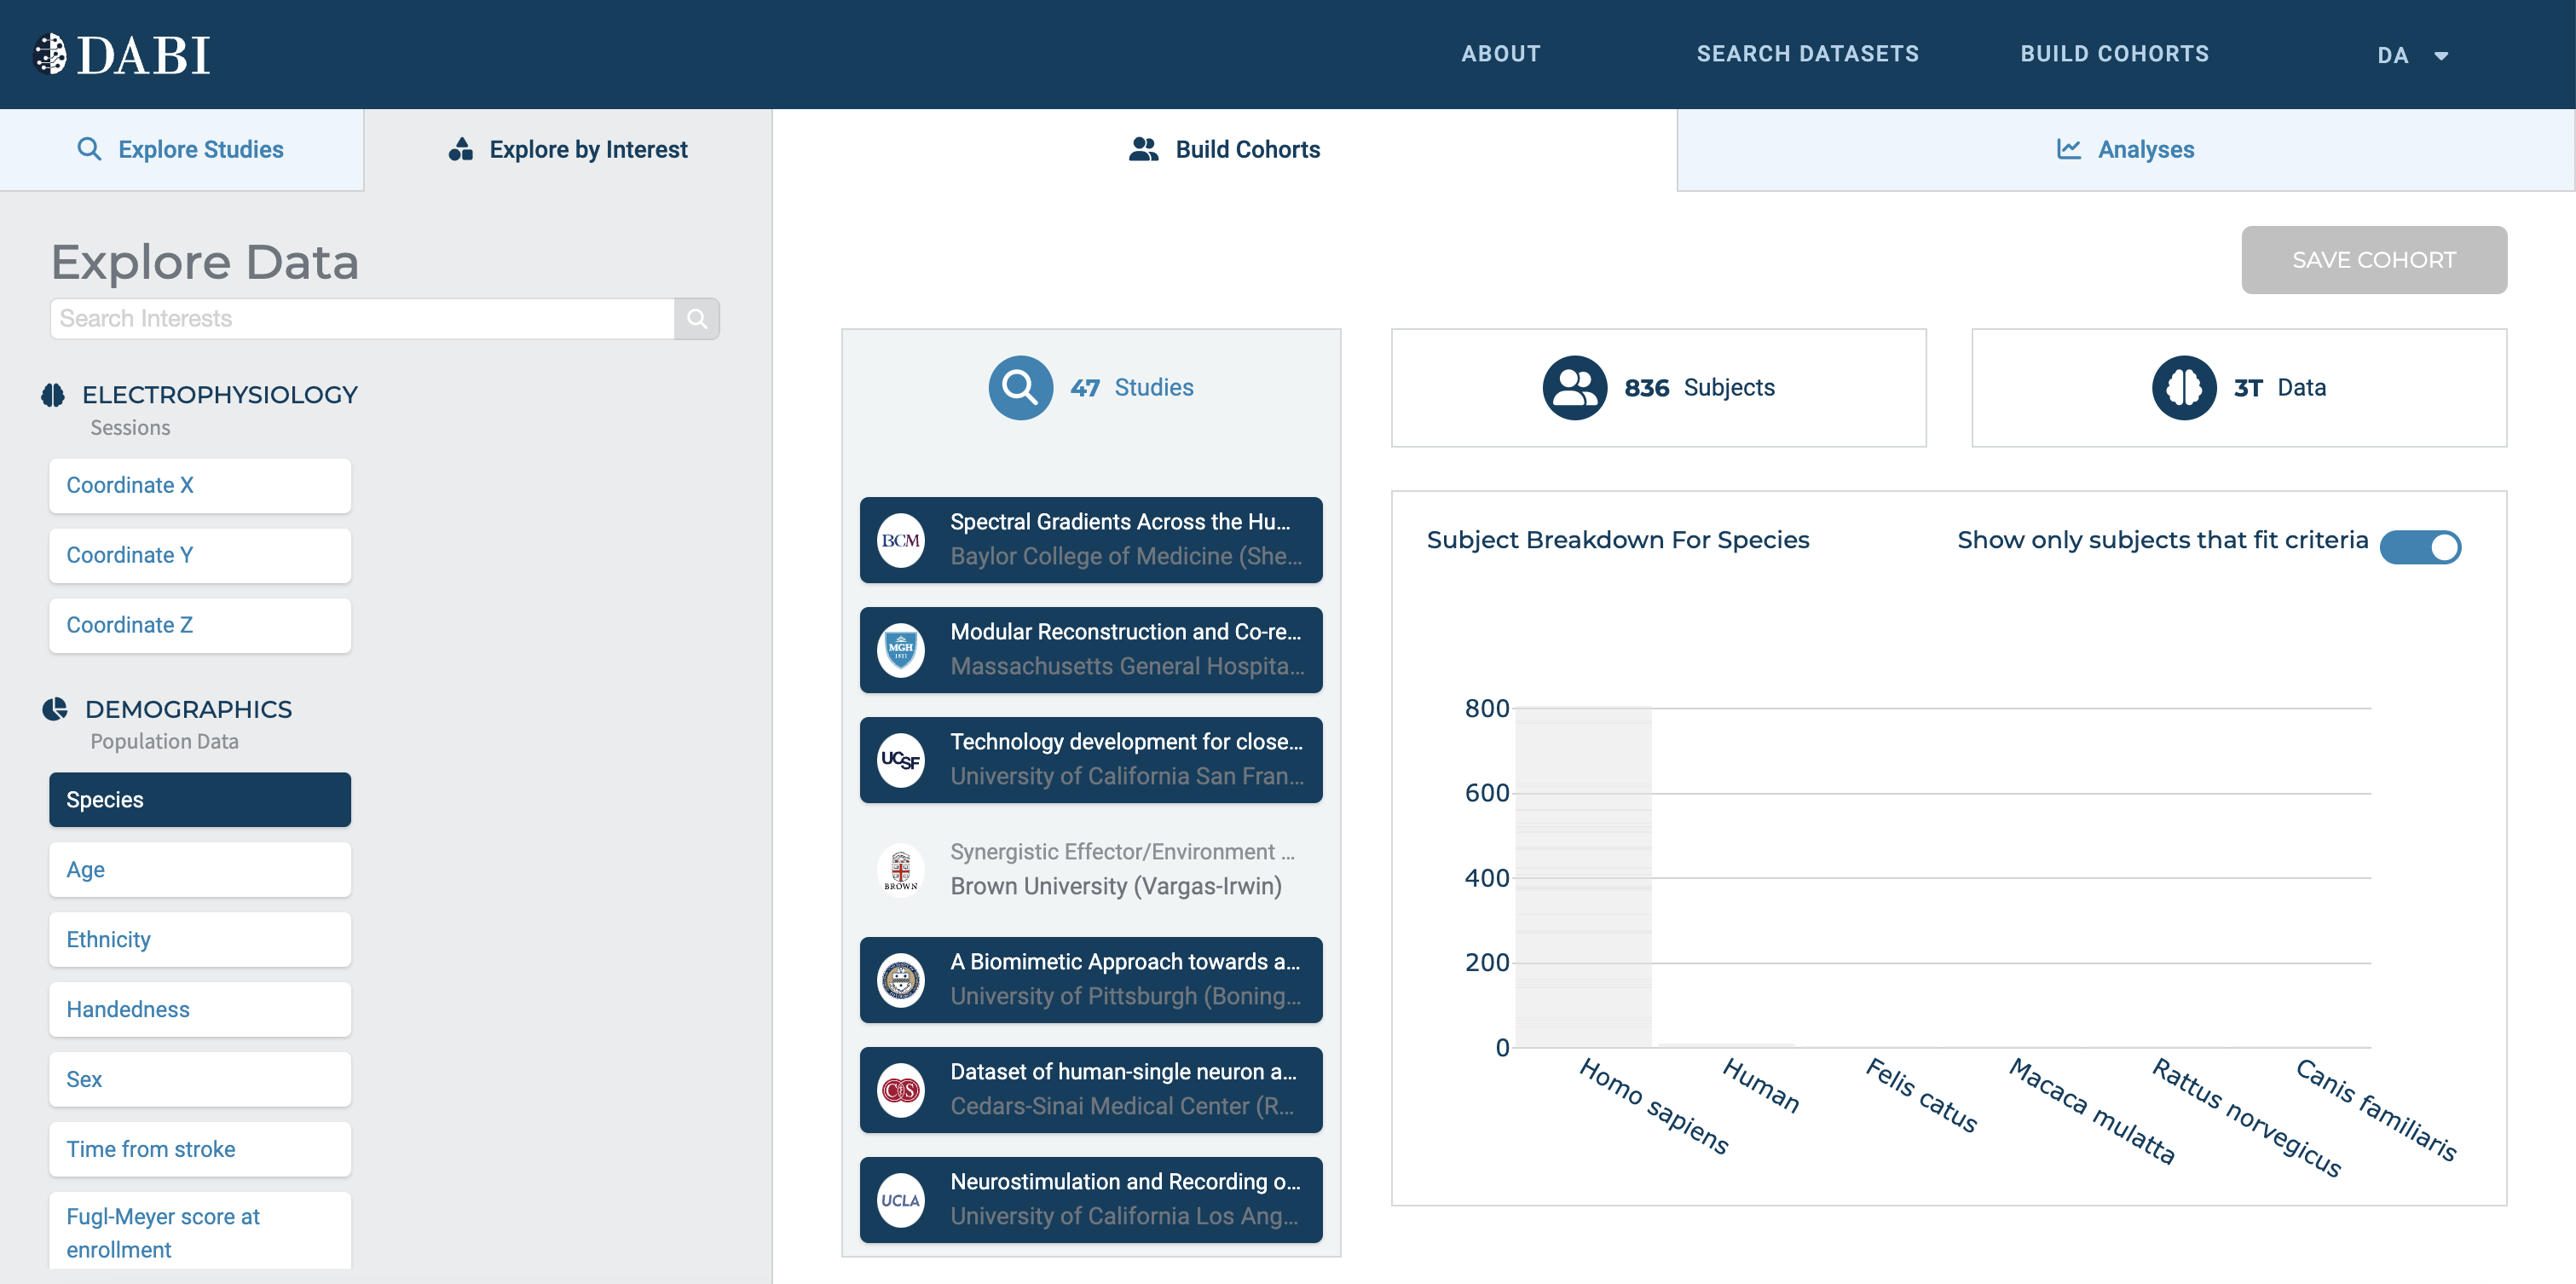 DABI
ABOUT
SEARCH DATASETS
BUILD COHORTS
DA
Explore Studies
Explore by Interest
Build Cohorts
Analyses
Explore Data
Search Interests
ELECTROPHYSIOLOGY
Sessions
Coordinate X
Coordinate Y
Coordinate Z
DEMOGRAPHICS
Population Data
Species
Age
Ethnicity
Handedness
Sex
Time from stroke
Fugl-Meyer score at
enrollment
SAVE COHORT
47 Studies
836 Subjects
3T Data
BCM
Spectral Gradients Across the Hu...
Baylor College of Medicine (She...
MGH
1811
Modular Reconstruction and Co-re...
Massachusetts General Hospita...
UCSF
Technology development for close...
University of California San Fran...
BROWN
Synergistic Effector/Environment ...
Brown University (Vargas-Irwin)
A Biomimetic Approach towards a...
University of Pittsburgh (Boning...
CS
Dataset of human-single neuron a...
Cedars-Sinai Medical Center (R...
UCLA
Neurostimulation and Recording o...
University of California Los Ang...
Subject Breakdown For Species
Show only subjects that fit criteria
800
600
400
200
0
Homo sapiens
Human
Felis catus
Macaca mulatta
Rattus norvegicus
Canis familiaris